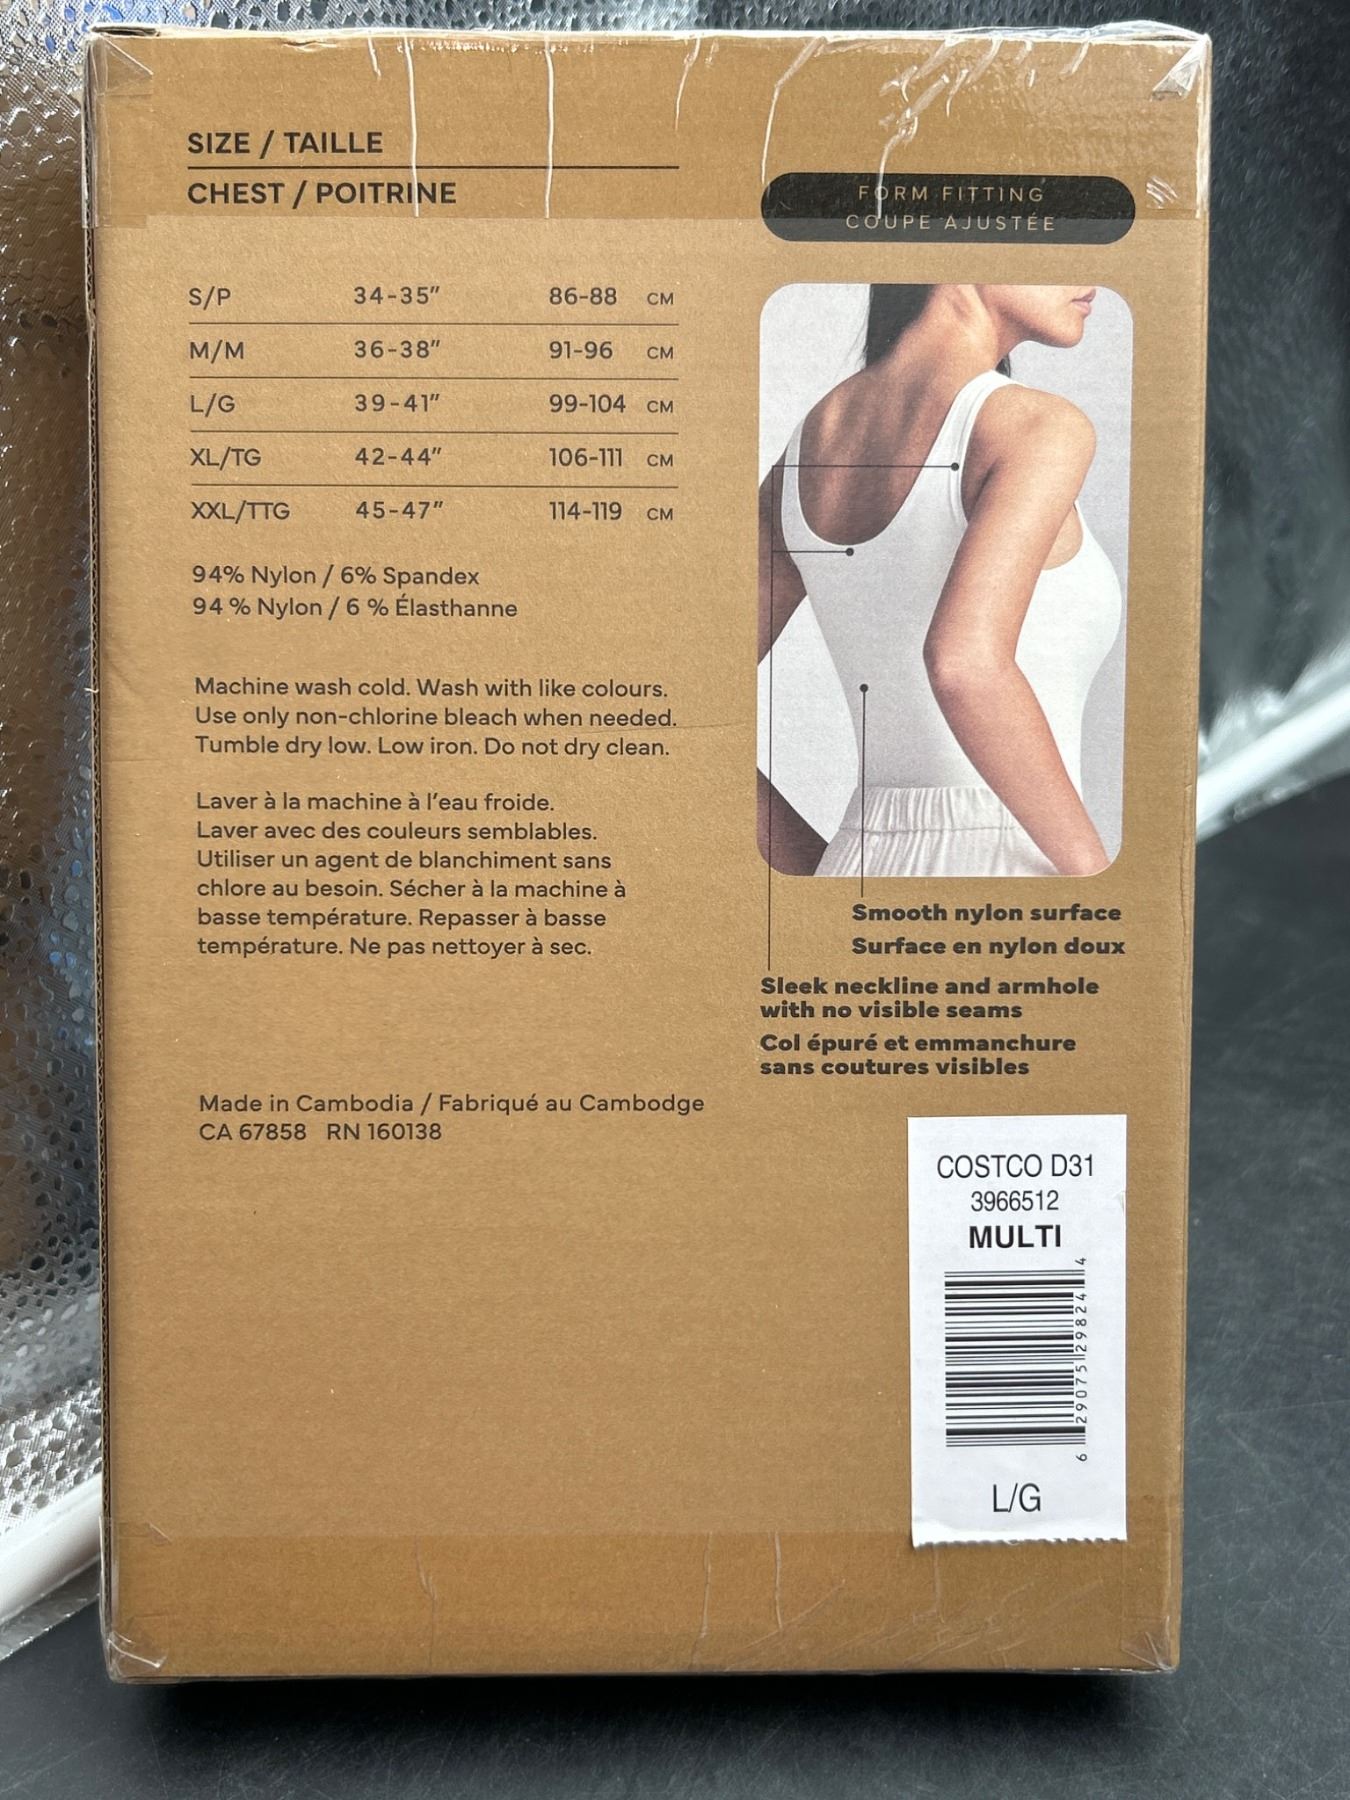 SIZE / TAILLE
CHEST / POITRINE
S/P 34-35” 86-88 CM
M/M 36-38” 91-96 CM
L/G 39-41” 99-104 CM
XL/TG 42-44” 106-111 CM
XXL/TTG 45-47” 114-119 CM
94% Nylon / 6% Spandex
94 % Nylon / 6 % Élasthanne
Machine wash cold. Wash with like colours.
Use only non-chlorine bleach when needed.
Tumble dry low. Low iron. Do not dry clean.
Laver à la machine à l’eau froide.
Laver avec des couleurs semblables.
Utiliser un agent de blanchiment sans
chlore au besoin. Sécher à la machine à
basse température. Repasser à basse
température. Ne pas nettoyer à sec.
Made in Cambodia / Fabriqué au Cambodge
CA 67858 RN 160138
FORM FITTING
COUPE AJUSTÉE
Smooth nylon surface
Surface en nylon doux
Sleek neckline and armhole
with no visible seams
Col épuré et emmanchure
sans coutures visibles
COSTCO D31
3966512
MULTI
6 29075 29824 4
L/G